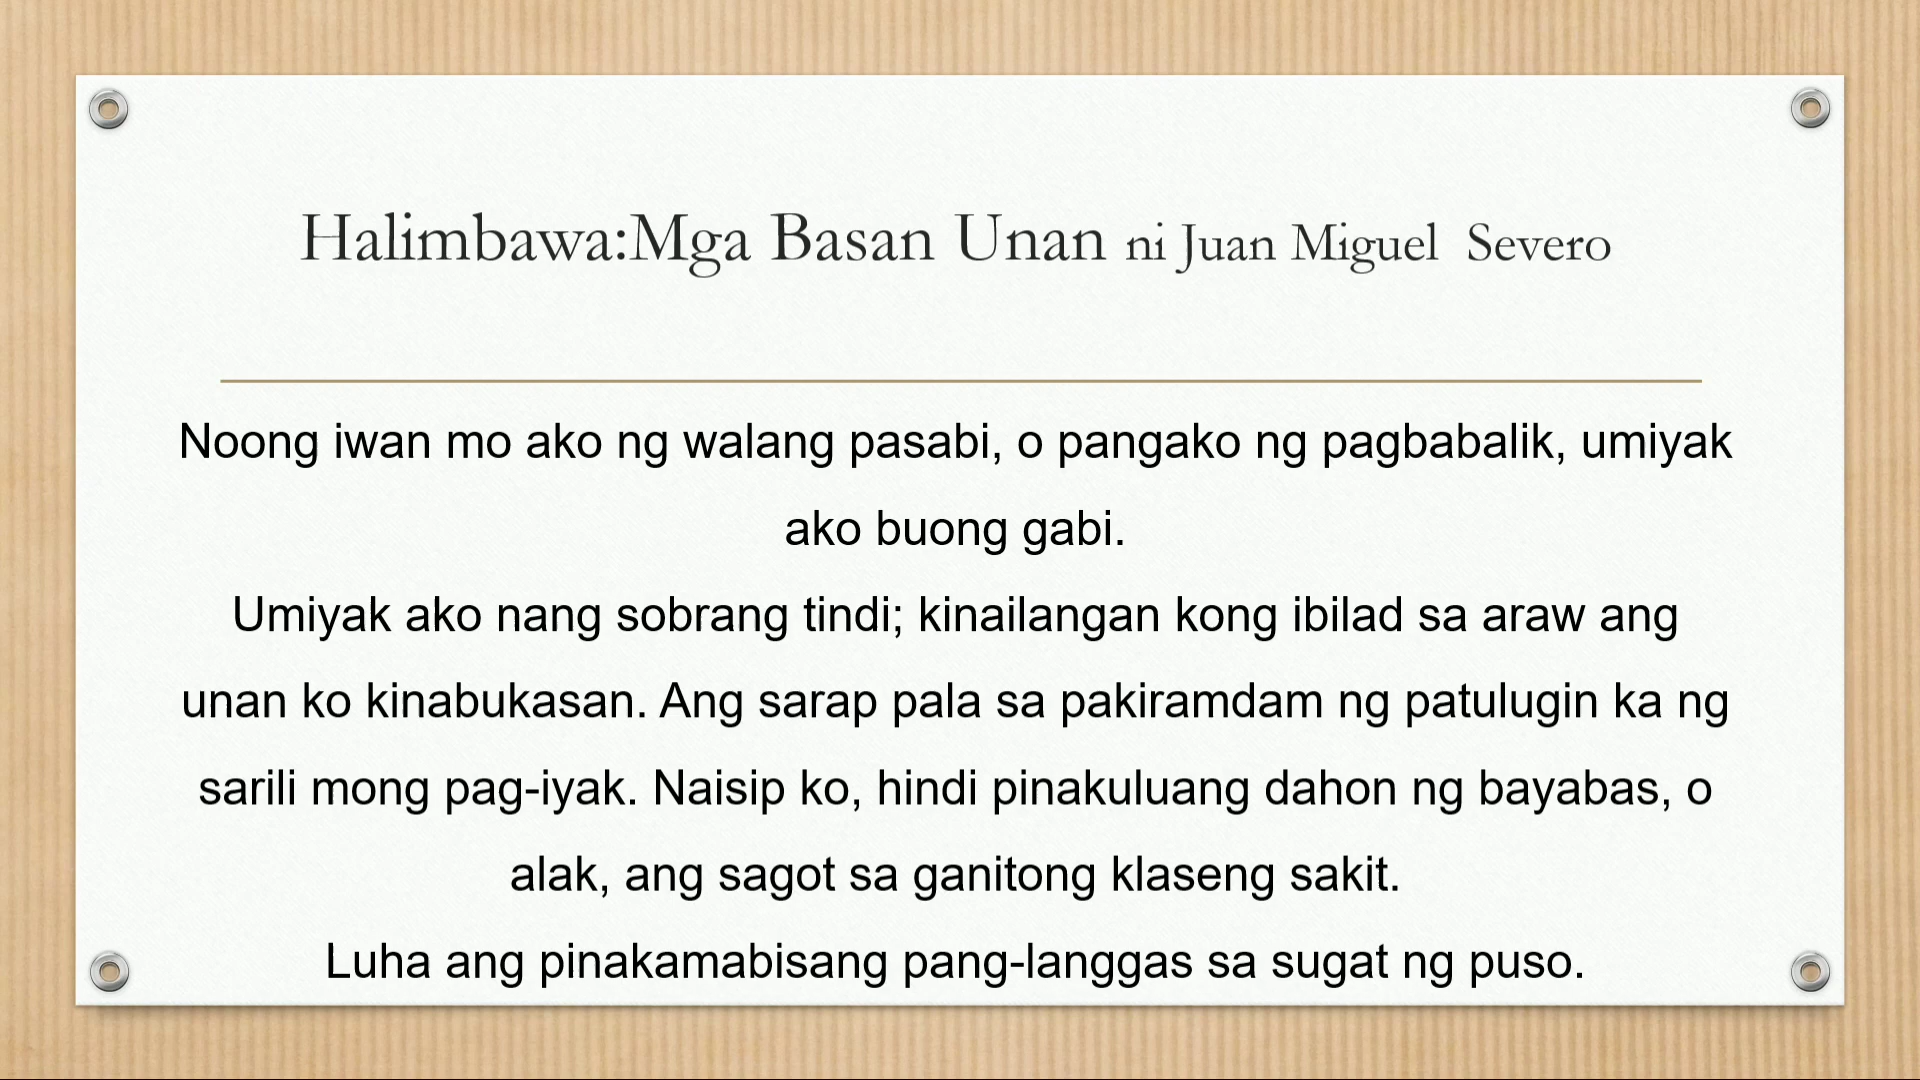 Halimbawa:Mga Basan Unan ni Juan Miguel Severo
Noong iwan mo ako ng walang pasabi, o pangako ng pagbabalik, umiyak
ako buong gabi.
Umiyak ako nang sobrang tindi; kinailangan kong ibilad sa araw ang
unan ko kinabukasan. Ang sarap pala sa pakiramdam ng patulugin ka ng
sarili mong pag-iyak. Naisip ko, hindi pinakuluang dahon ng bayabas, o
alak, ang sagot sa ganitong klaseng sakit.
Luha ang pinakamabisang pang-langgas sa sugat ng puso.